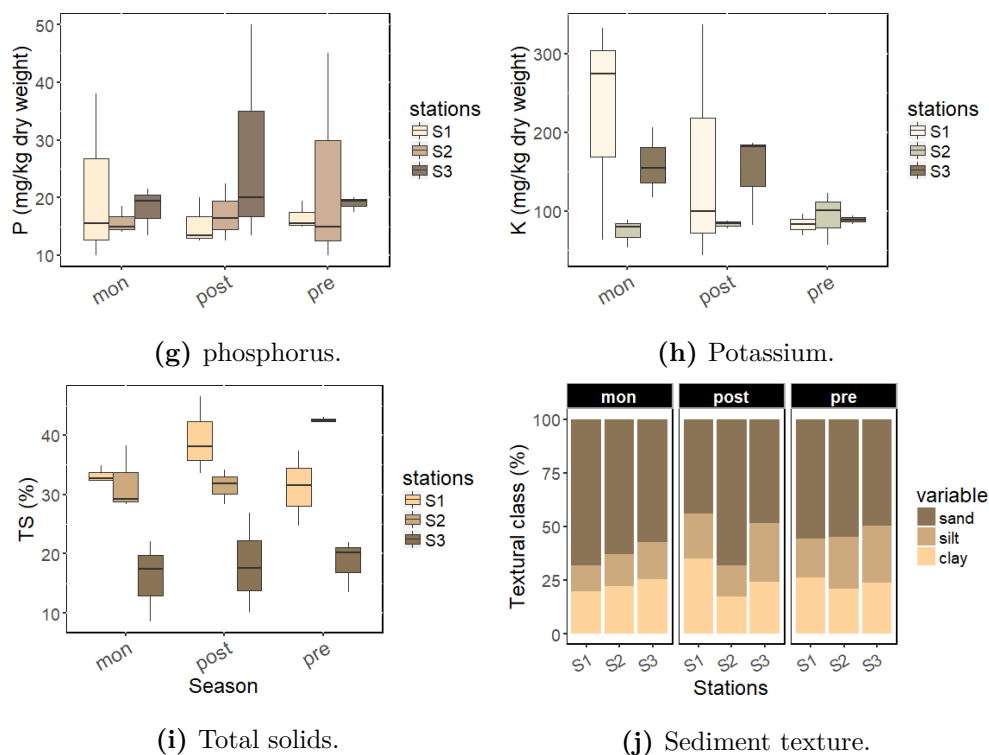 P (mg/kg dry weight)
50
40
30
20
10
mon
post
pre
stations
S1
S2
S3
(g) phosphorus.
K (mg/kg dry weight)
300
200
100
mon
post
pre
stations
S1
S2
S3
(h) Potassium.
TS (%)
40
30
20
10
mon
post
pre
Season
stations
S1
S2
S3
(i) Total solids.
mon
post
pre
Textural class (%)
100
75
50
25
0
S1 S2 S3
S1 S2 S3
S1 S2 S3
Stations
variable
sand
silt
clay
(j) Sediment texture.